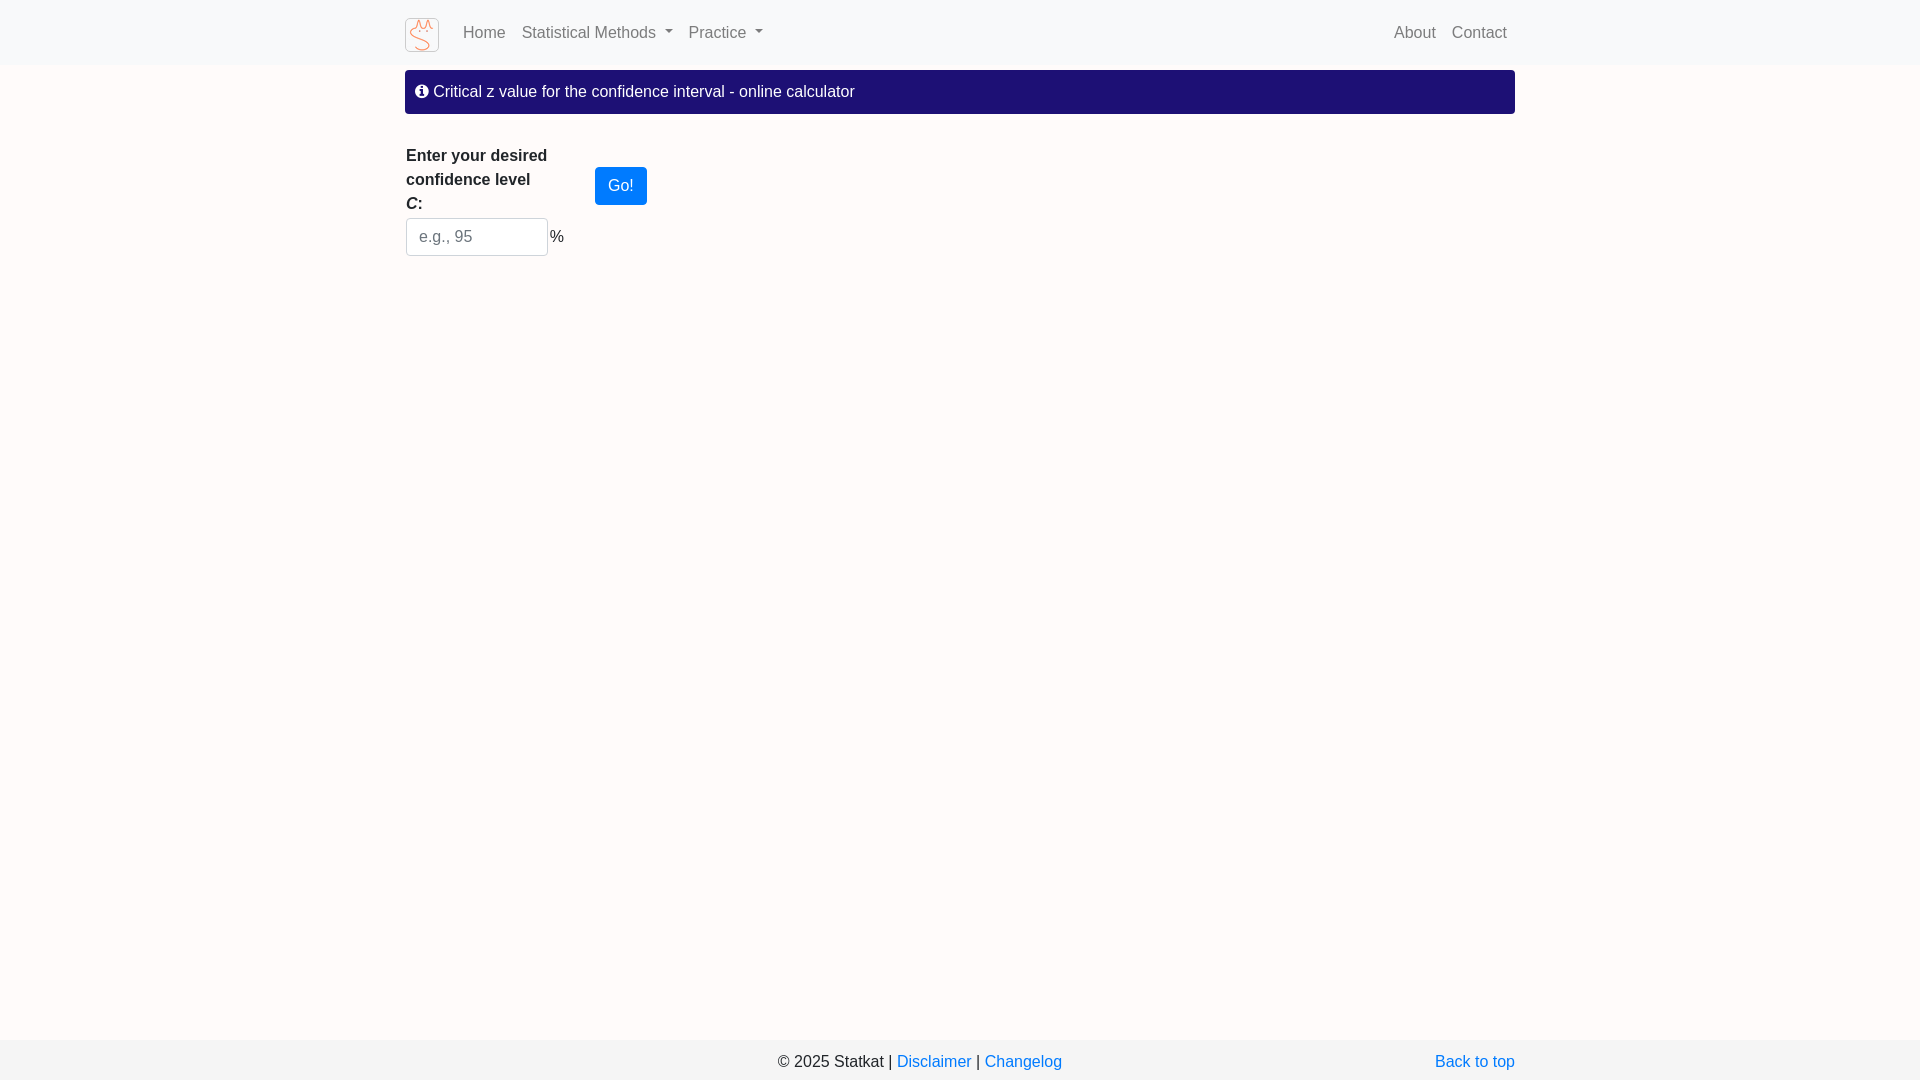 Home Statistical Methods Practice About Contact
Critical z value for the confidence interval - online calculator
Enter your desired
confidence level
C:
Go!
e.g., 95 %
© 2025 Statkat | Disclaimer | Changelog Back to top